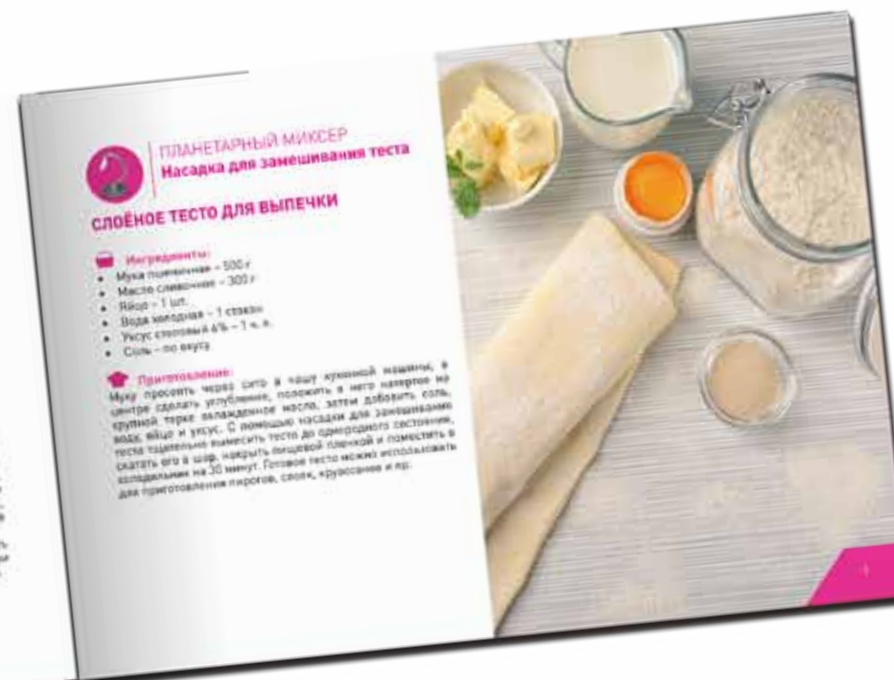 ПЛАНЕТАРНЫЙ МИКСЕР
Насадка для замешивания теста
СЛОЁНОЕ ТЕСТО ДЛЯ ВЫПЕЧКИ
Ингредиенты:
• Мука пшеничная – 500 г
• Масло сливочное – 300 г
• Яйцо – 1 шт.
• Вода холодная – 1 стакан
• Уксус столовый 6% – 1 ч. л.
• Соль – по вкусу
Приготовление:
Муку просеять через сито в чашу кухонной машины, в
центре сделать углубление, положить в него натертое на
крупной терке охлажденное масло, затем добавить соль,
воду, яйцо и уксус. С помощью насадки для замешивания
теста тщательно вымесить тесто до однородного состояния,
скатать его в шар, накрыть пищевой пленкой и поместить в
холодильник на 30 минут. Готовое тесто можно использовать
для приготовления пирогов, слоек, круассанов и пр.